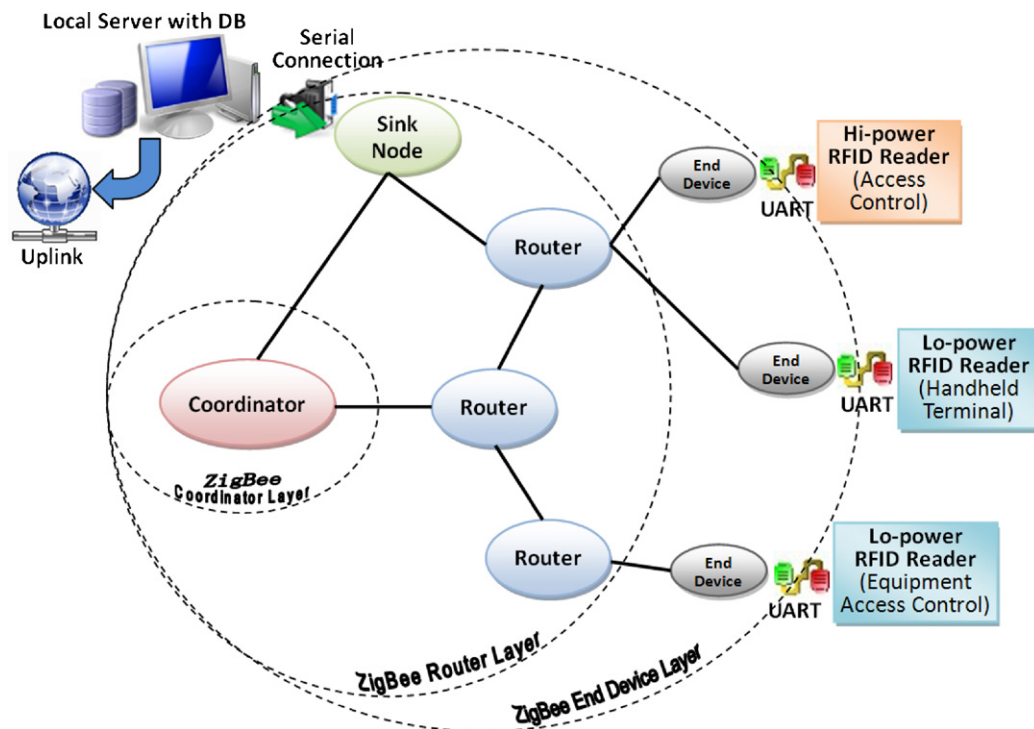 Local Server with DB
Serial
Connection
Sink
Node
Uplink
End
Device
UART
Hi-power
RFID Reader
(Access
Control)
Router
End
Device
UART
Lo-power
RFID Reader
(Handheld
Terminal)
Coordinator
Router
ZigBee
Coordinator Layer
Router
End
Device
UART
Lo-power
RFID Reader
(Equipment
Access Control)
ZigBee Router Layer
ZigBee End Device Layer